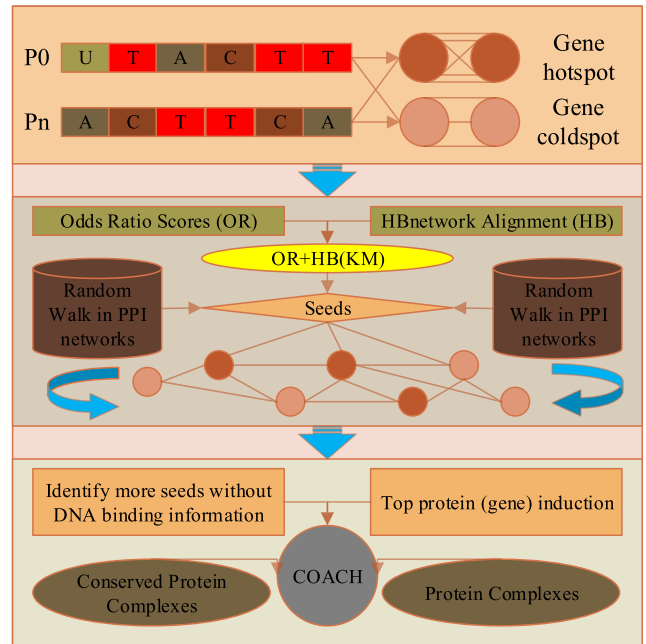 P0 U T A C T T
Gene
hotspot
Pn A C T T C A
Gene
coldspot
Odds Ratio Scores (OR)
HBnetwork Alignment (HB)
OR+HB(KM)
Random
Walk in PPI
networks
Seeds
Random
Walk in PPI
networks
Identify more seeds without
DNA binding information
Top protein (gene) induction
COACH
Conserved Protein
Complexes
Protein Complexes